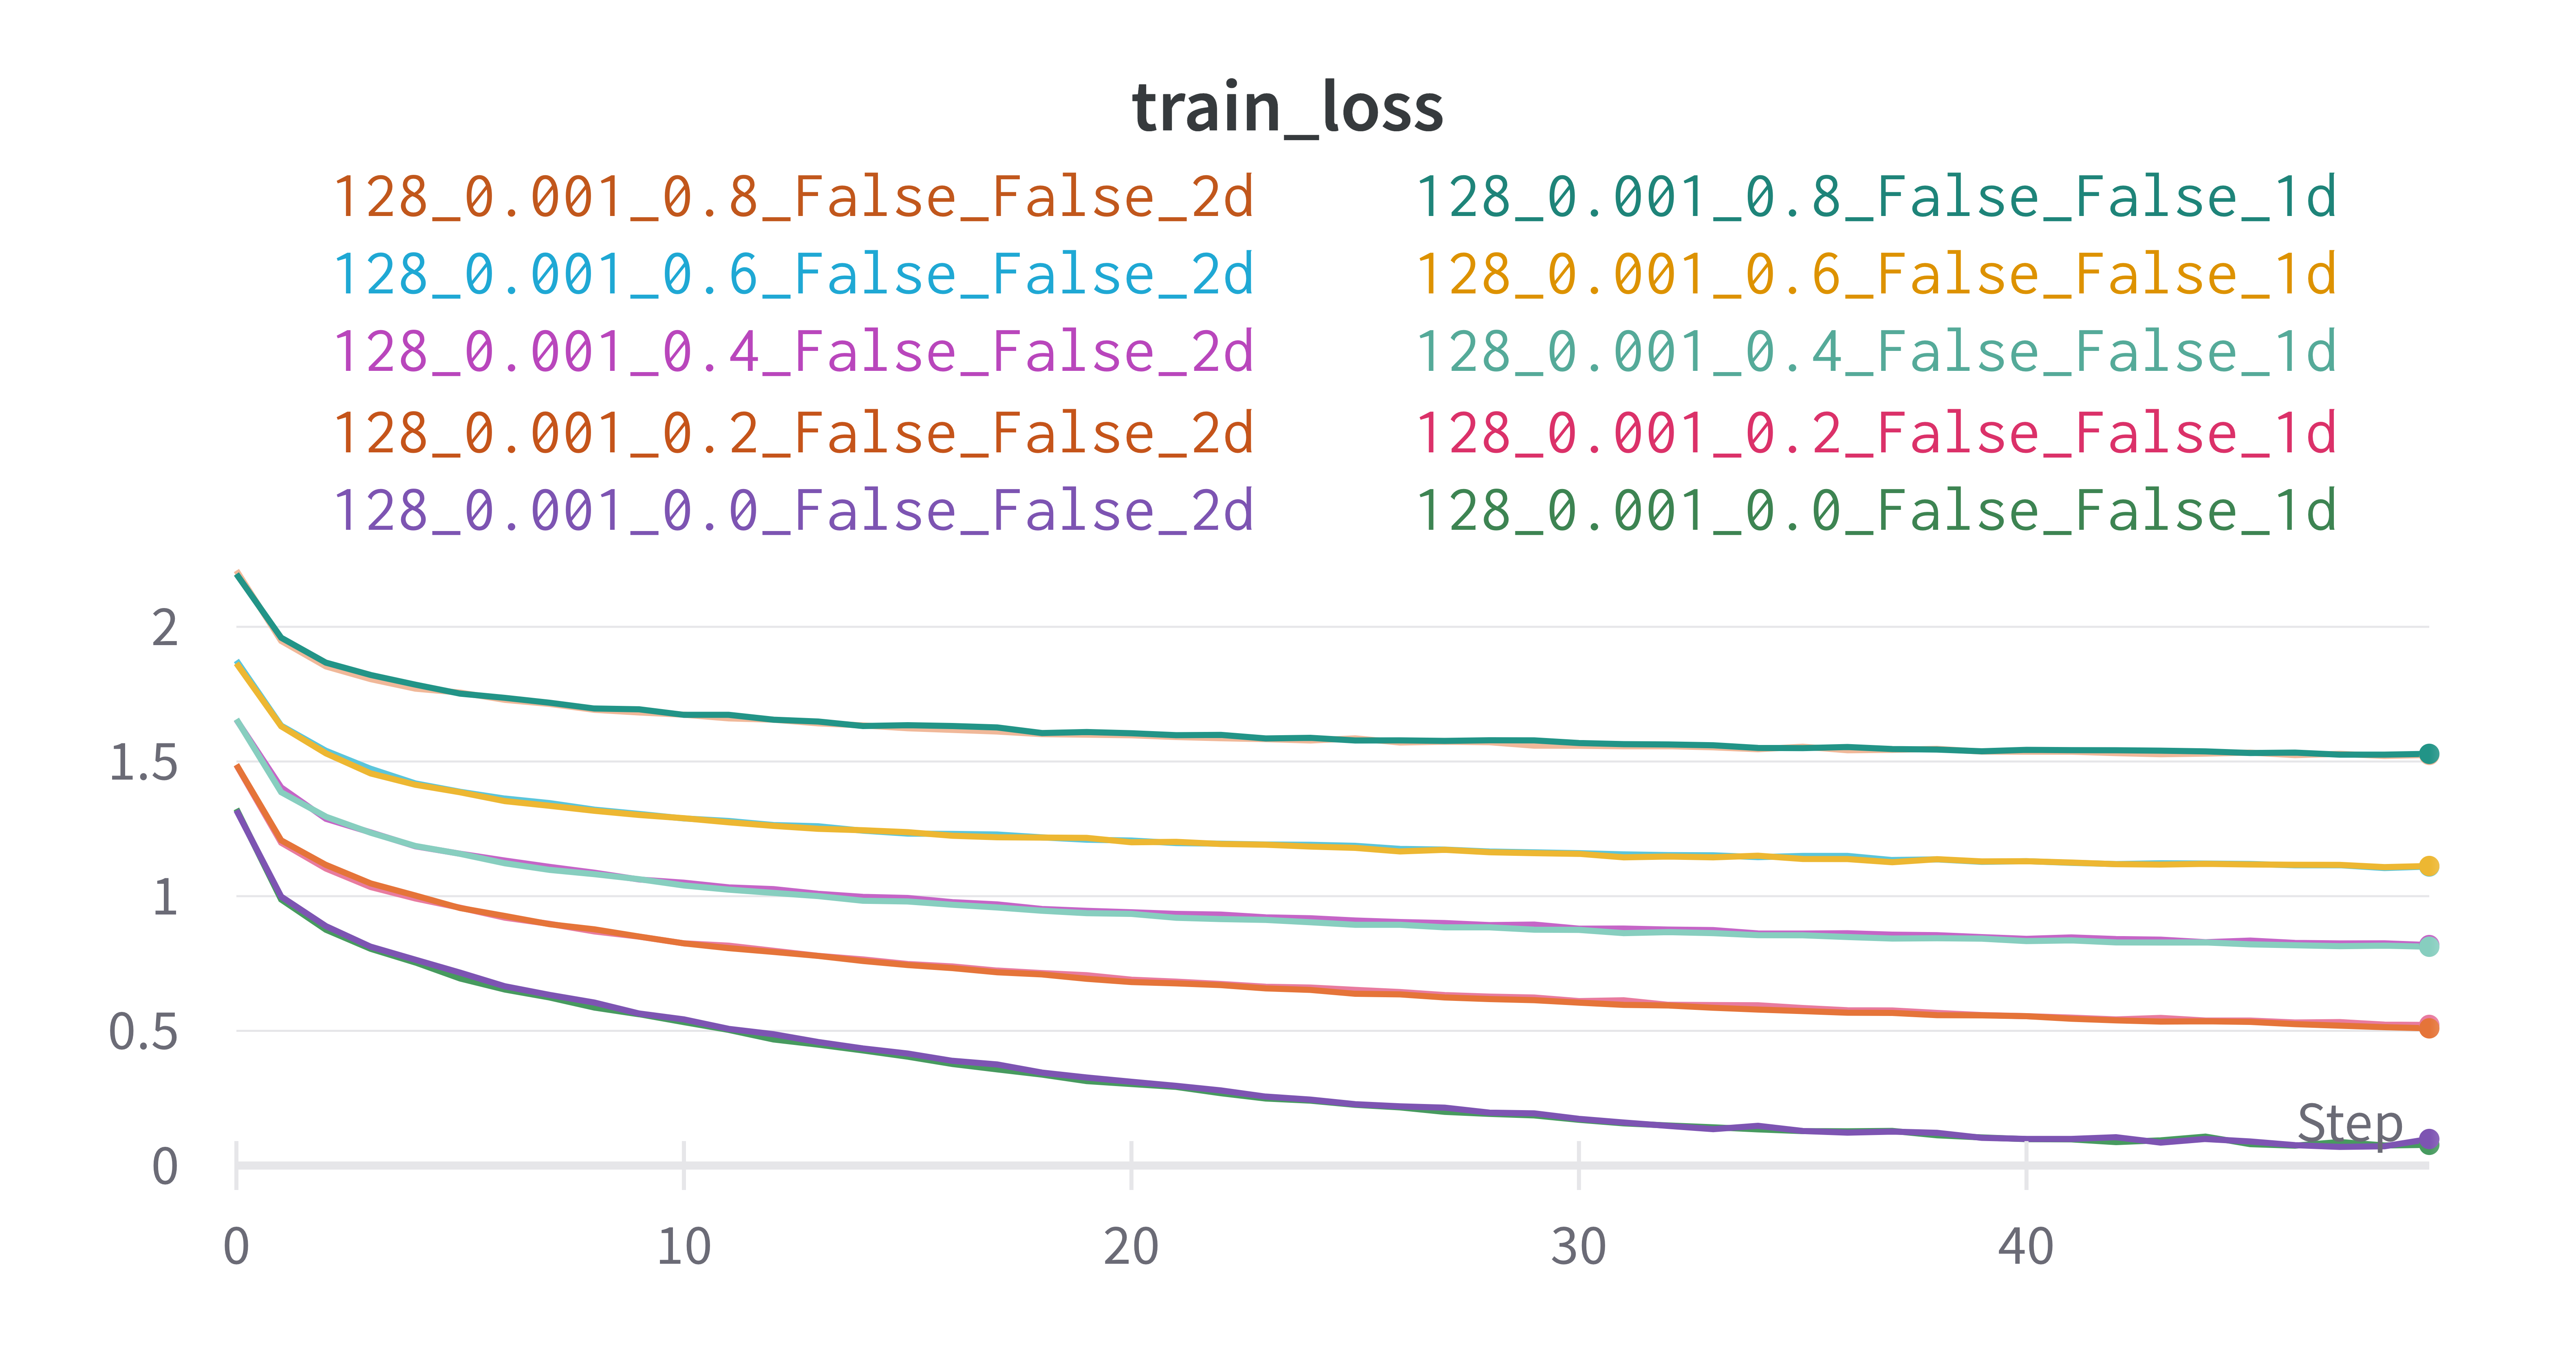 train_loss
128_0.001_0.8_False_False_2d 128_0.001_0.8_False_False_1d
128_0.001_0.6_False_False_2d 128_0.001_0.6_False_False_1d
128_0.001_0.4_False_False_2d 128_0.001_0.4_False_False_1d
128_0.001_0.2_False_False_2d 128_0.001_0.2_False_False_1d
128_0.001_0.0_False_False_2d 128_0.001_0.0_False_False_1d
2
1.5
1
0.5
Step
0
0 10 20 30 40